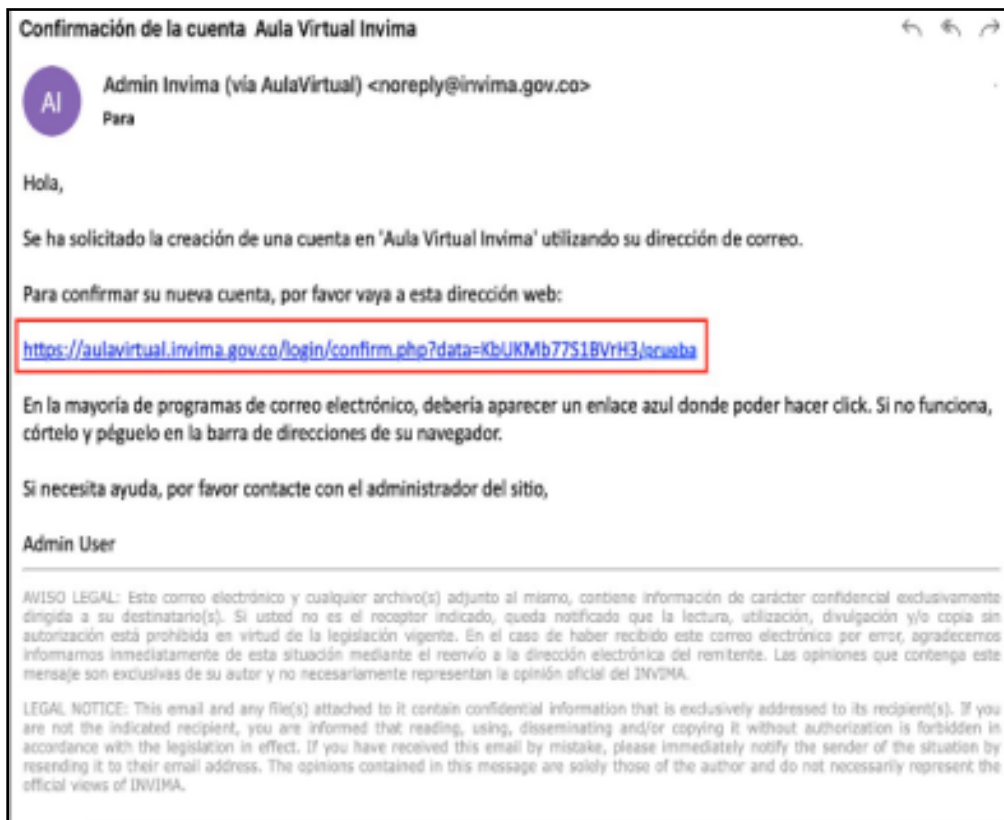 Confirmación de la cuenta Aula Virtual Invima
AI
Admin Invima (vía AulaVirtual) <noreply@invima.gov.co>
Para
Hola,
Se ha solicitado la creación de una cuenta en 'Aula Virtual Invima' utilizando su dirección de correo.
Para confirmar su nueva cuenta, por favor vaya a esta dirección web:
https://aulavirtual.invima.gov.co/login/confirm.php?data=KbUKMb77S1BVrH3/prueba
En la mayoría de programas de correo electrónico, debería aparecer un enlace azul donde poder hacer click. Si no funciona,
córtelo y péguelo en la barra de direcciones de su navegador.
Si necesita ayuda, por favor contacte con el administrador del sitio,
Admin User
AVISO LEGAL: Este correo electrónico y cualquier archivo(s) adjunto al mismo, contiene información de carácter confidencial exclusivamente
dirigida a su destinatario(s). Si usted no es el receptor indicado, queda notificado que la lectura, utilización, divulgación y/o copia sin
autorización está prohibida en virtud de la legislación vigente. En el caso de haber recibido este correo electrónico por error, agradecemos
informarnos inmediatamente de esta situación mediante el reenvío a la dirección electrónica del remitente. Las opiniones que contenga este
mensaje son exclusivas de su autor y no necesariamente representan la opinión oficial del INVIMA.
LEGAL NOTICE: This email and any file(s) attached to it contain confidential information that is exclusively addressed to its recipient(s). If you
are not the indicated recipient, you are informed that reading, using, disseminating and/or copying it without authorization is forbidden in
accordance with the legislation in effect. If you have received this email by mistake, please immediately notify the sender of the situation by
resending it to their email address. The opinions contained in this message are solely those of the author and do not necessarily represent the
official views of INVIMA.